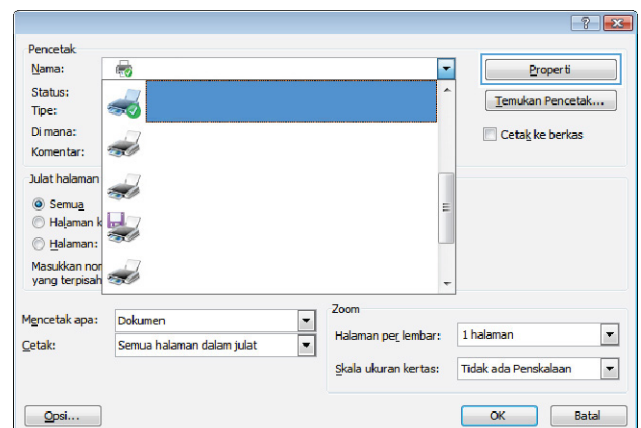 Pencetak
Nama:
Properti
Status:
Tipe:
Temukan Pencetak...
Di mana:
Cetak ke berkas
Komentar:
Julat halaman
Semua
Halaman k
Halaman:
Masukkan nor
yang terpisah
Mencetak apa: Dokumen
Cetak: Semua halaman dalam julat
Zoom
Halaman per lembar: 1 halaman
Skala ukuran kertas: Tidak ada Penskalaan
Opsi...
OK
Batal